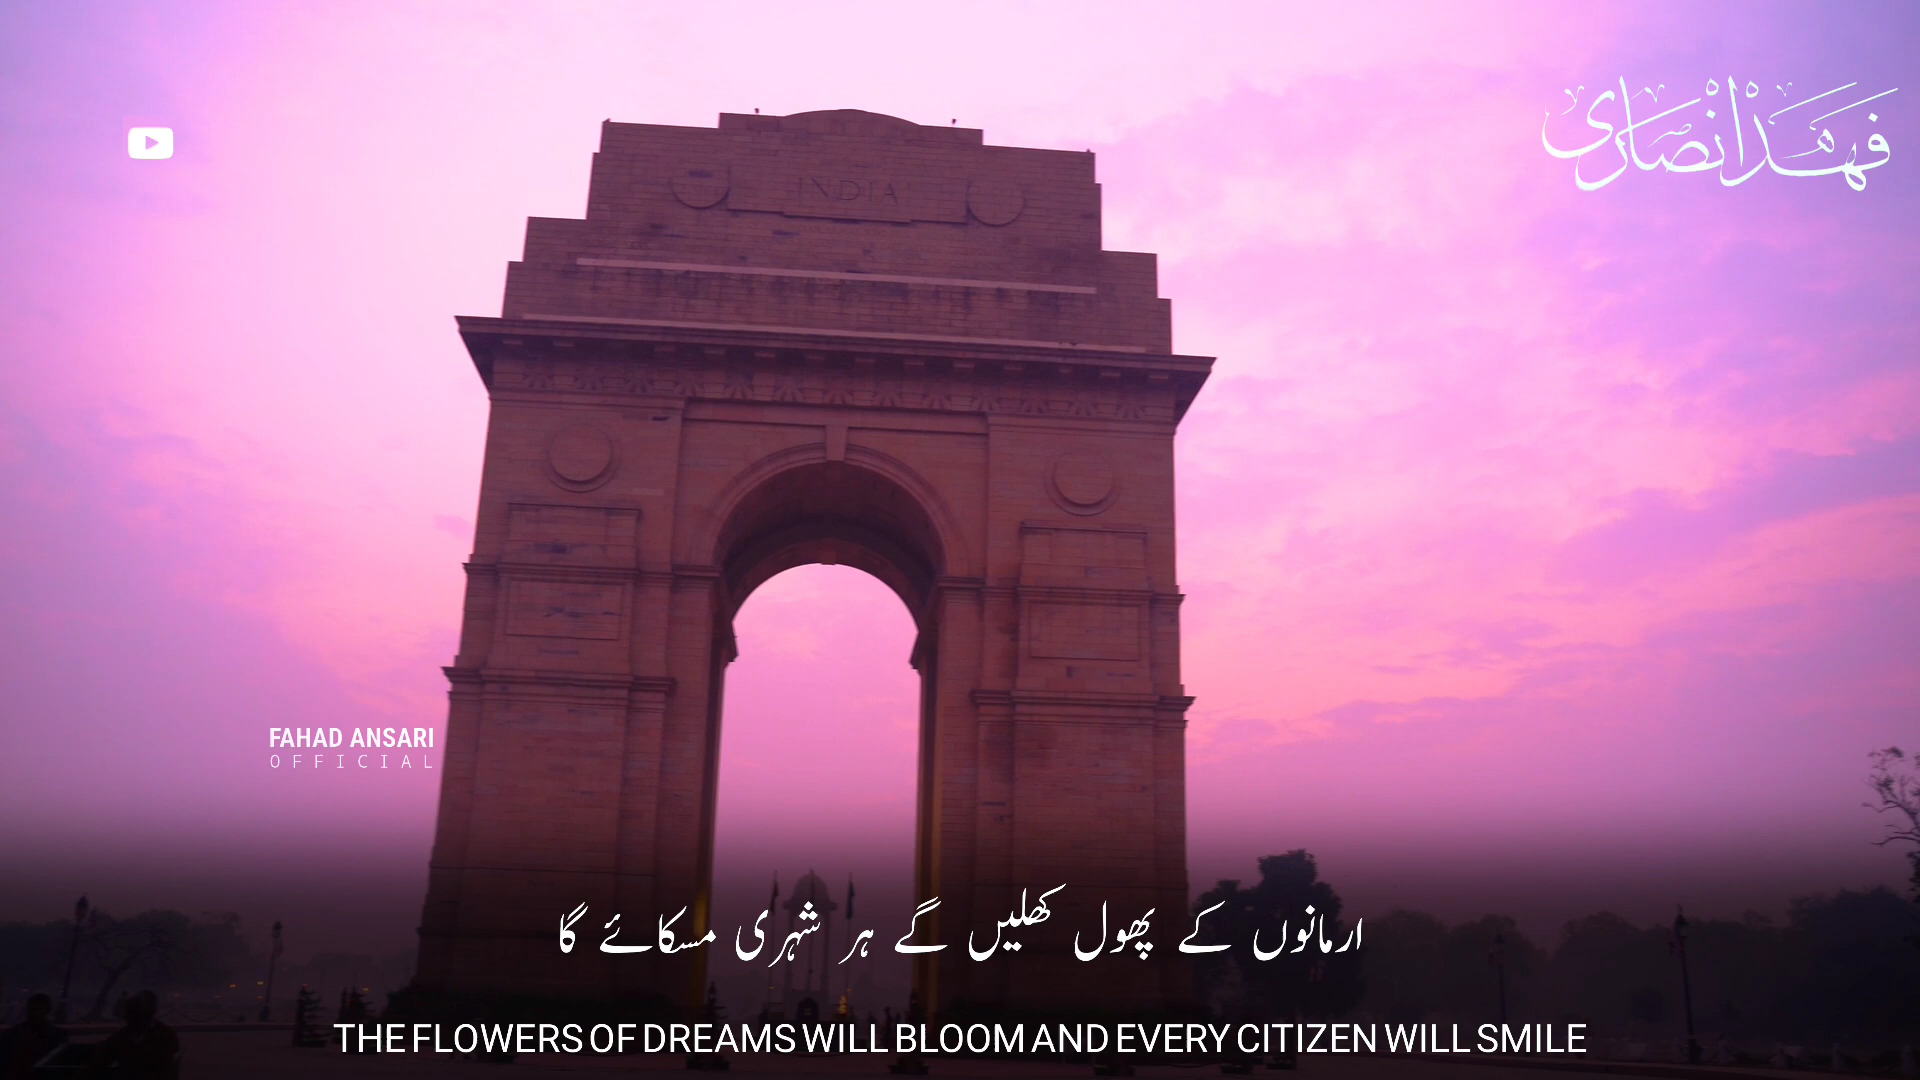 فهد انصاری
INDIA
FAHAD ANSARI
OFFICIAL
ارمانوں کے پھول کھلیں گے ہر شہری مسکائے گا
THE FLOWERS OF DREAMS WILL BLOOM AND EVERY CITIZEN WILL SMILE